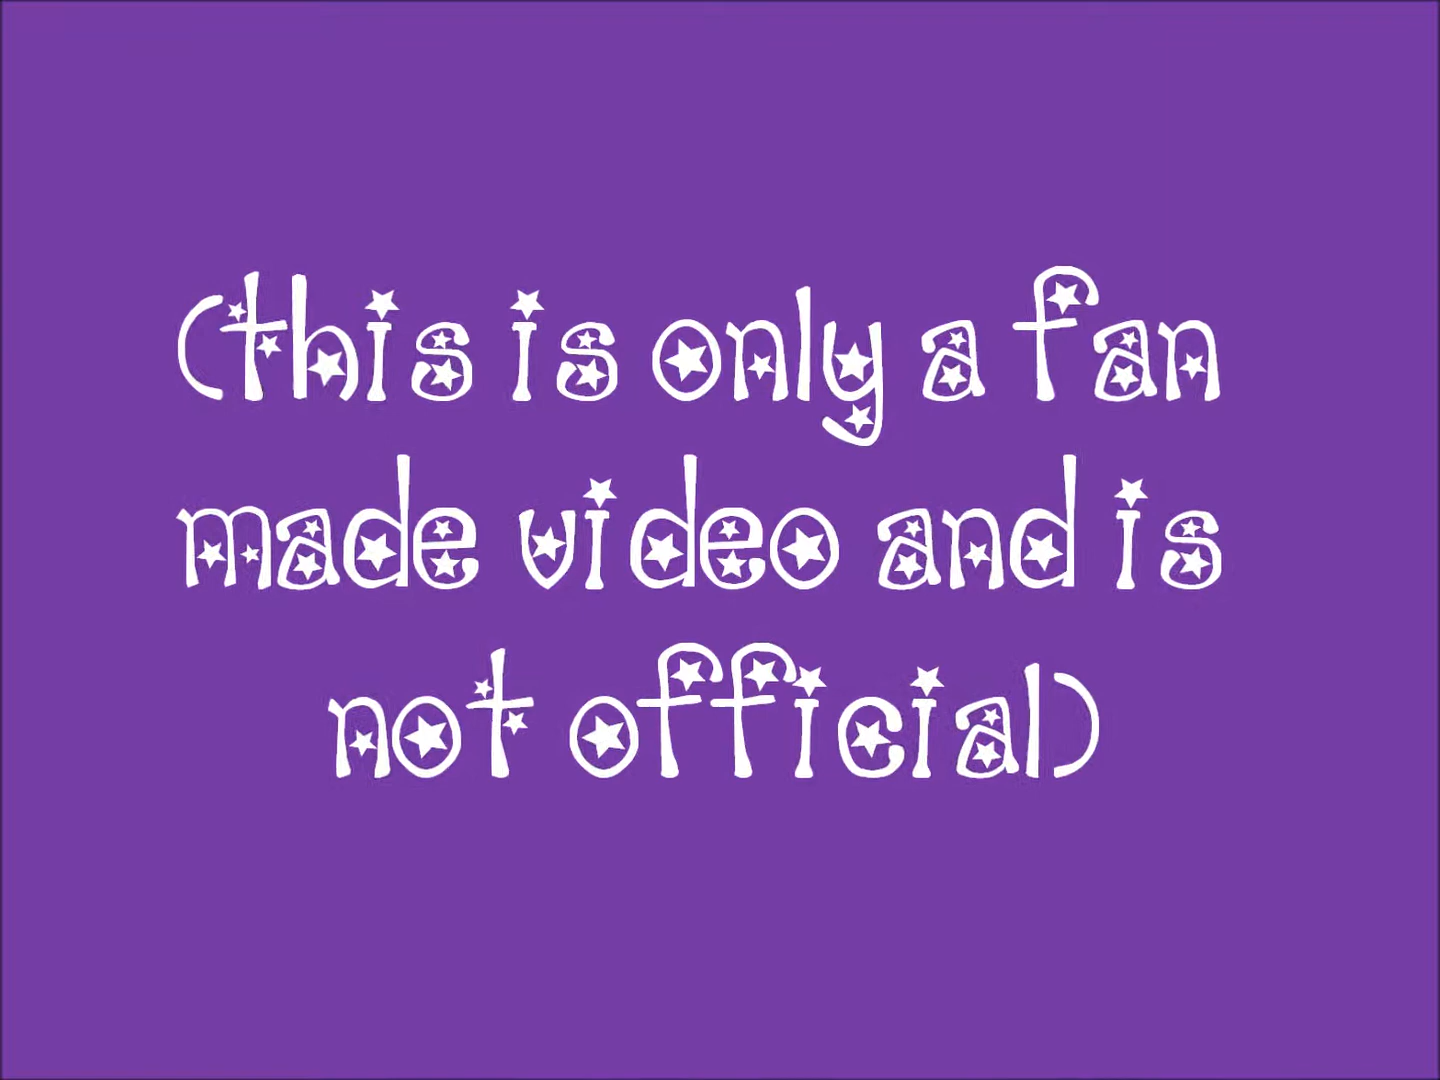 (this is only a fan
made video and is
not official)